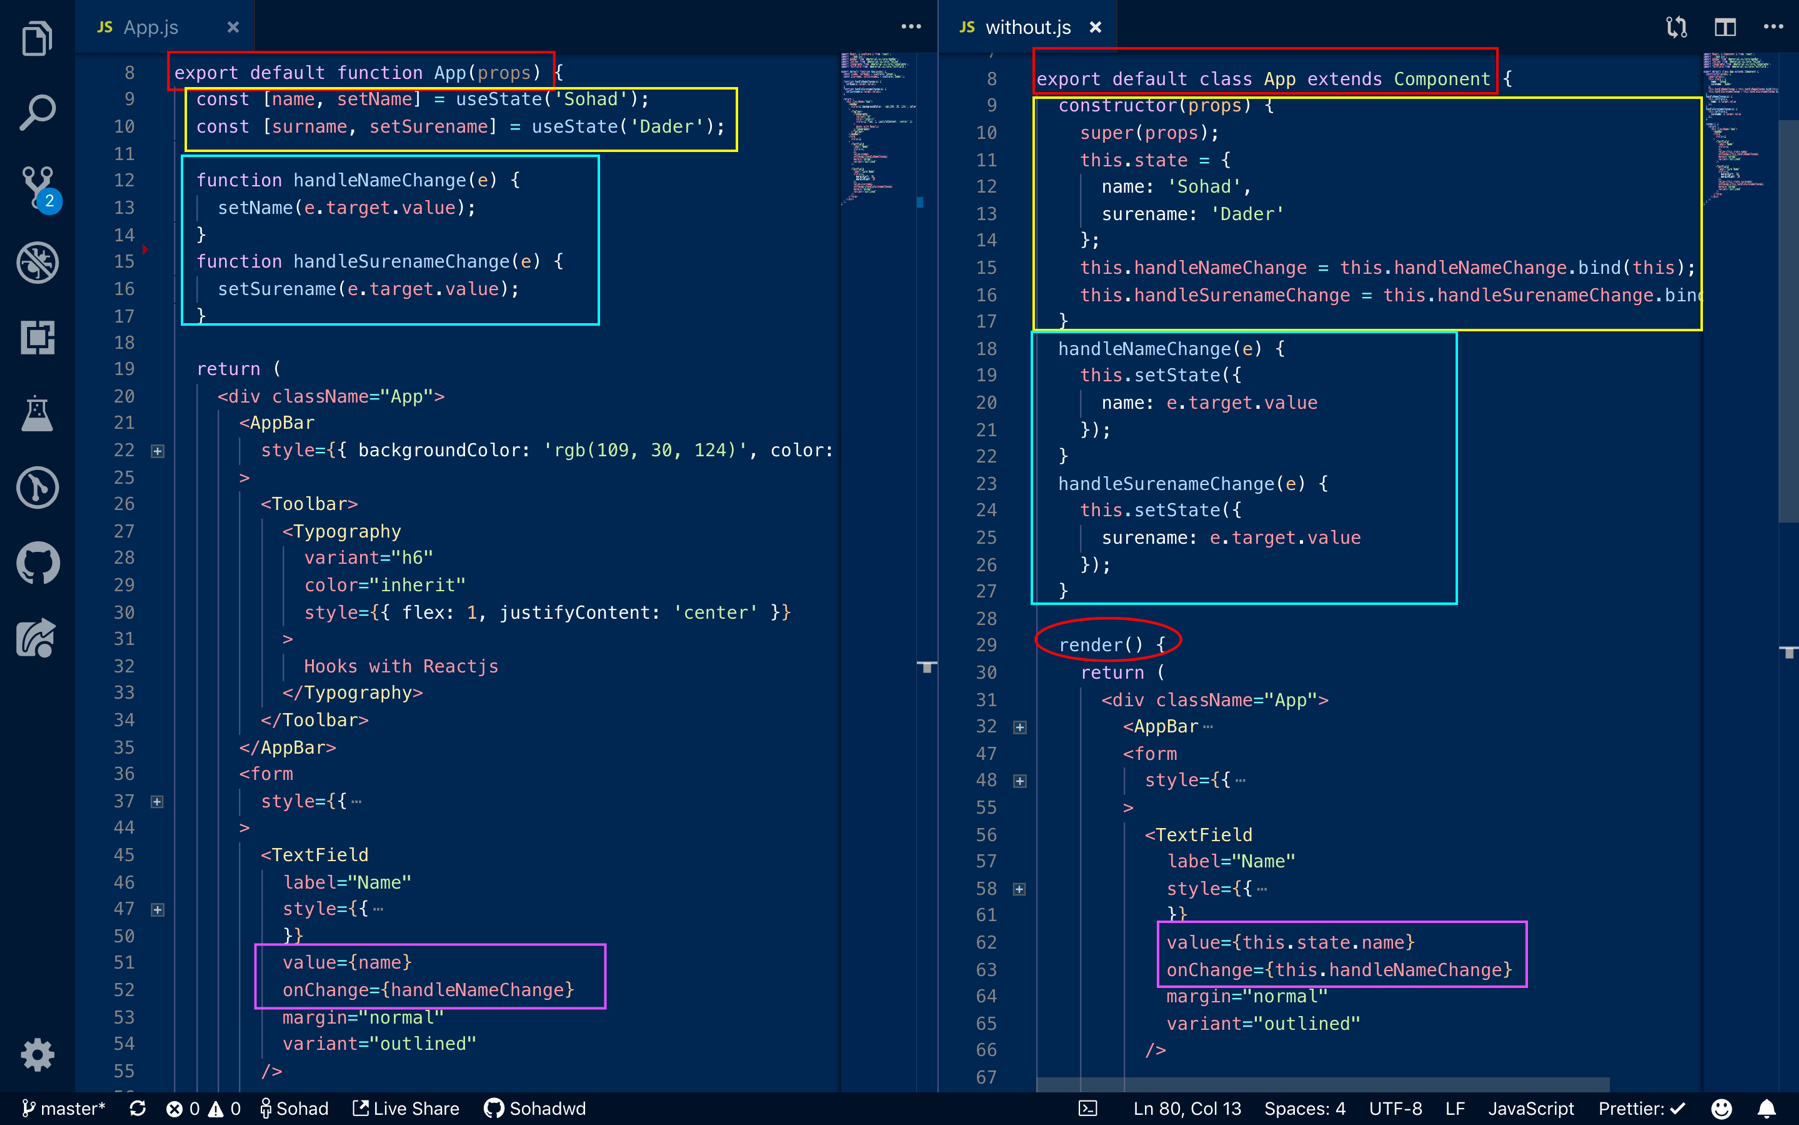 JS App.js ×
8 export default function App(props) {
9 const [name, setName] = useState('Sohad');
10 const [surname, setSurename] = useState('Dader');
11
12 function handleNameChange(e) {
13 setName(e.target.value);
14 }
15 function handleSurenameChange(e) {
16 setSurename(e.target.value);
17 }
18
19 return (
20 <div className="App">
21 <AppBar
22 style={{ backgroundColor: 'rgb(109, 30, 124)', color:
25 >
26 <Toolbar>
27 <Typography
28 variant="h6"
29 color="inherit"
30 style={{ flex: 1, justifyContent: 'center' }}
31 >
32 Hooks with Reactjs
33 </Typography>
34 </Toolbar>
35 </AppBar>
36 <form
37 style={{⋯
44 >
45 <TextField
46 label="Name"
47 style={{⋯
50 }}
51 value={name}
52 onChange={handleNameChange}
53 margin="normal"
54 variant="outlined"
55 />
JS without.js ×
8 export default class App extends Component {
9 constructor(props) {
10 super(props);
11 this.state = {
12 name: 'Sohad',
13 surename: 'Dader'
14 };
15 this.handleNameChange = this.handleNameChange.bind(this);
16 this.handleSurenameChange = this.handleSurenameChange.bind
17 }
18 handleNameChange(e) {
19 this.setState({
20 name: e.target.value
21 });
22 }
23 handleSurenameChange(e) {
24 this.setState({
25 surename: e.target.value
26 });
27 }
28
29 render() {
30 return (
31 <div className="App">
32 <AppBar⋯
47 <form
48 style={{⋯
55 >
56 <TextField
57 label="Name"
58 style={{⋯
61 }}
62 value={this.state.name}
63 onChange={this.handleNameChange}
64 margin="normal"
65 variant="outlined"
66 />
67
2
master* 0 0 Sohad Live Share Sohadwd Ln 80, Col 13 Spaces: 4 UTF-8 LF JavaScript Prettier: ✓